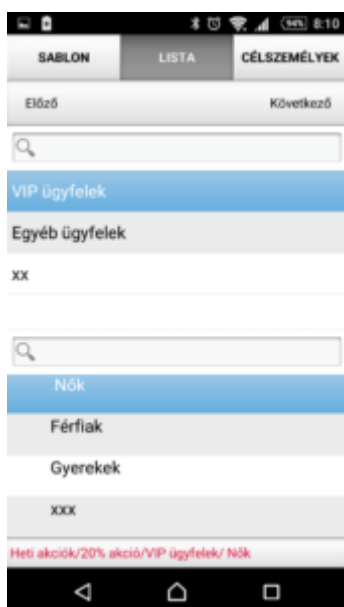 94% 8:10
SABLON LISTA CÉLSZEMÉLYEK
Előző Következő
VIP ügyfelek
Egyéb ügyfelek
xx
Nők
Férfiak
Gyerekek
xxx
Heti akciók/20% akció/VIP ügyfelek/ Nők